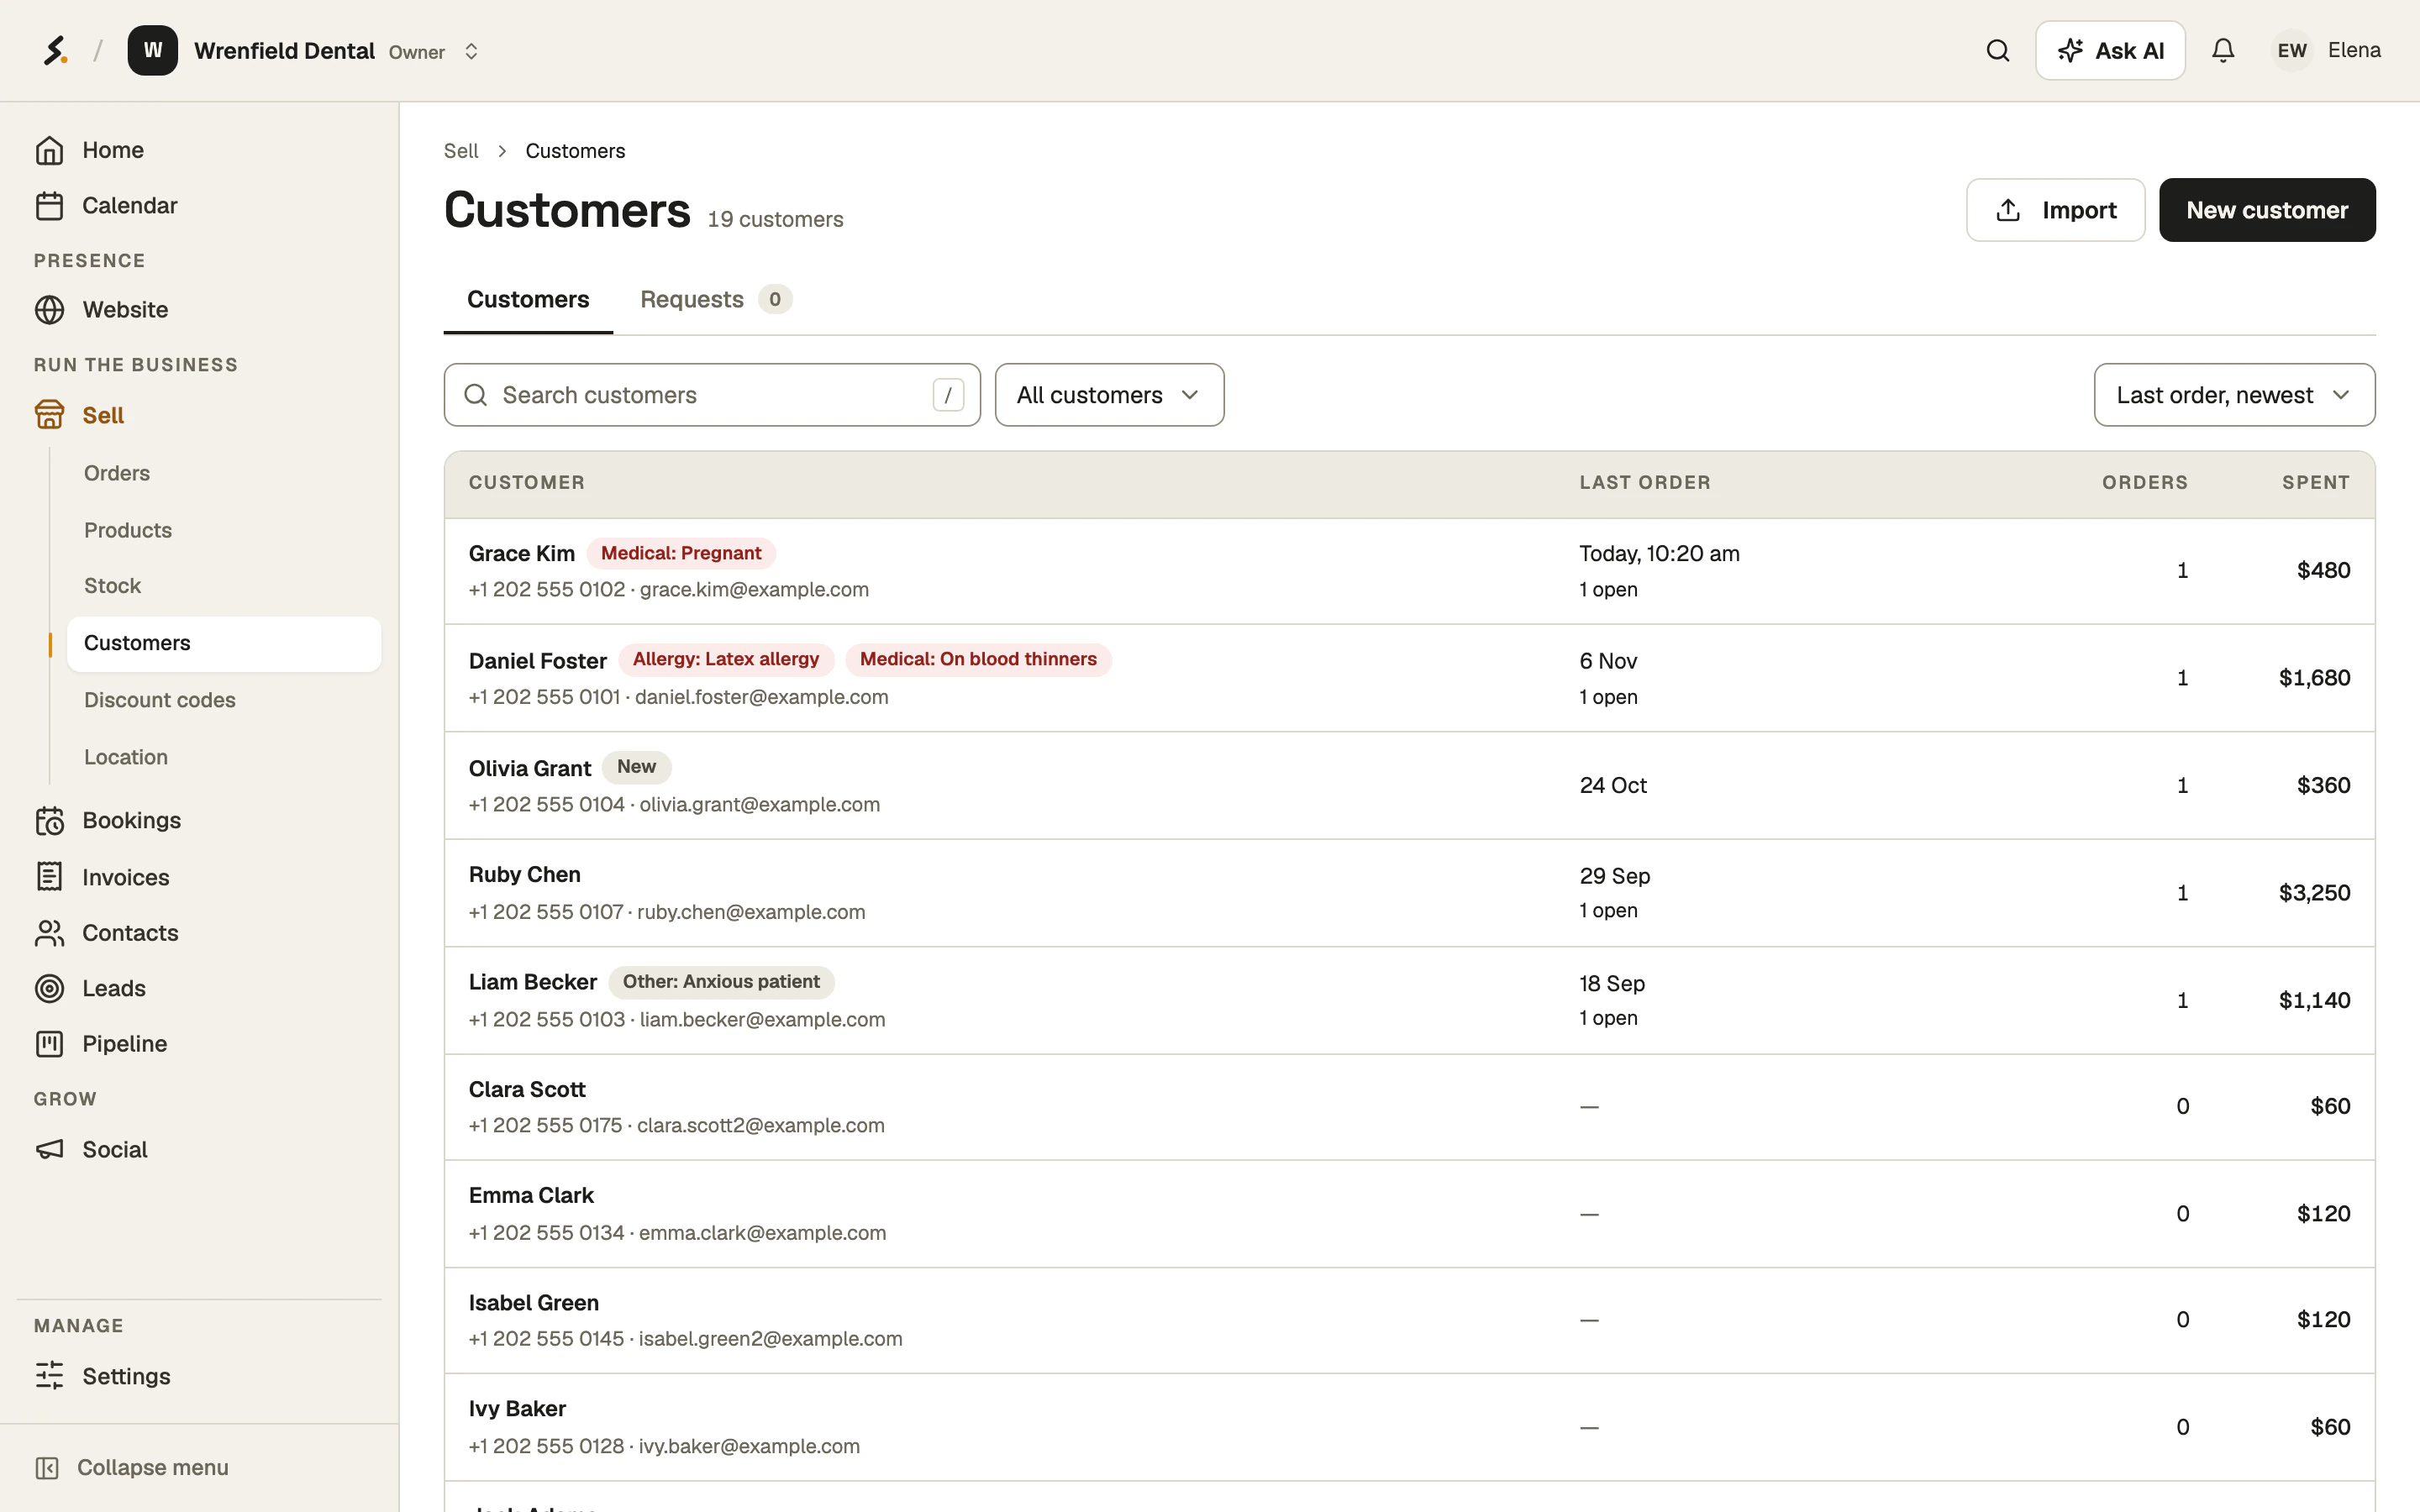 / W Wrenfield Dental Owner
Ask AI EW Elena
Home
Calendar
PRESENCE
Website
RUN THE BUSINESS
Sell
Orders
Products
Stock
Customers
Discount codes
Location
Bookings
Invoices
Contacts
Leads
Pipeline
GROW
Social
MANAGE
Settings
Collapse menu
Sell > Customers
Customers 19 customers
Import New customer
Customers Requests 0
Search customers / All customers Last order, newest
CUSTOMER LAST ORDER ORDERS SPENT
Grace Kim Medical: Pregnant
+1 202 555 0102 · grace.kim@example.com
Today, 10:20 am
1 open
1 $480
Daniel Foster Allergy: Latex allergy Medical: On blood thinners
+1 202 555 0101 · daniel.foster@example.com
6 Nov
1 open
1 $1,680
Olivia Grant New
+1 202 555 0104 · olivia.grant@example.com
24 Oct
1 $360
Ruby Chen
+1 202 555 0107 · ruby.chen@example.com
29 Sep
1 open
1 $3,250
Liam Becker Other: Anxious patient
+1 202 555 0103 · liam.becker@example.com
18 Sep
1 open
1 $1,140
Clara Scott
+1 202 555 0175 · clara.scott2@example.com
— 0 $60
Emma Clark
+1 202 555 0134 · emma.clark@example.com
— 0 $120
Isabel Green
+1 202 555 0145 · isabel.green2@example.com
— 0 $120
Ivy Baker
+1 202 555 0128 · ivy.baker@example.com
— 0 $60